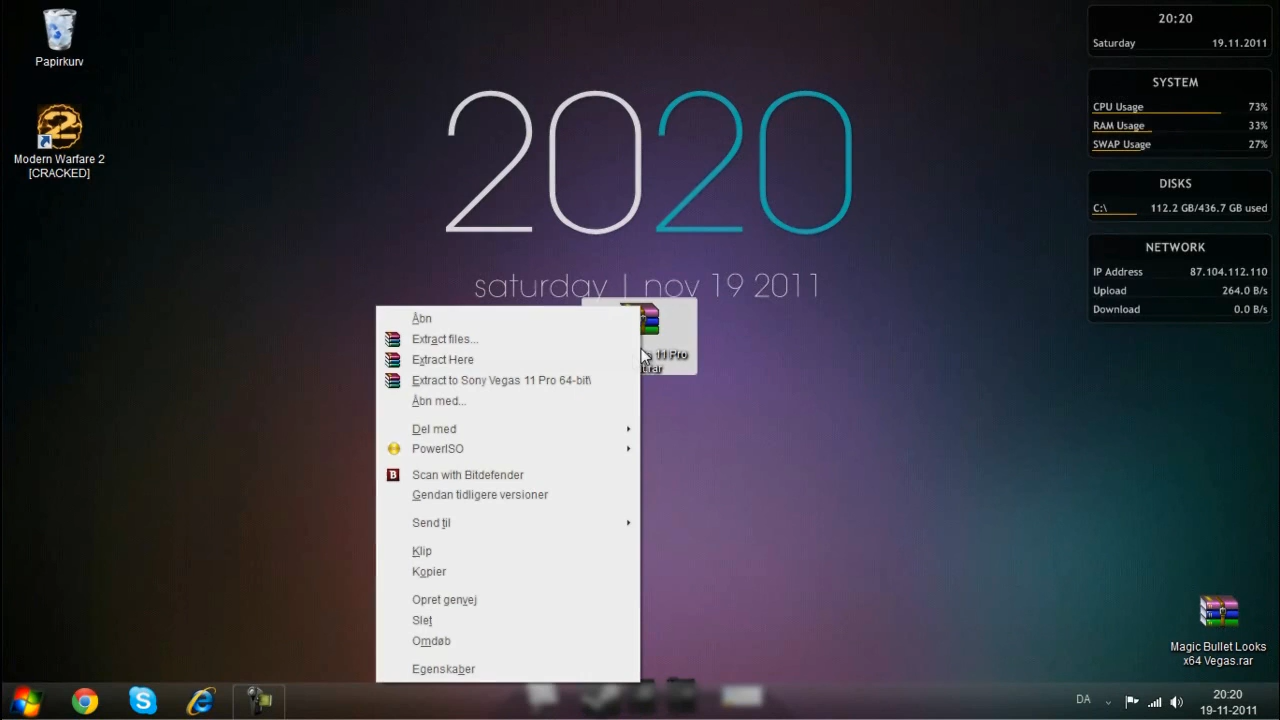 Papirkurv
Modern Warfare 2
[CRACKED]
2020
saturday | nov 19 2011
20:20
Saturday 19.11.2011
SYSTEM
CPU Usage 73%
RAM Usage 33%
SWAP Usage 27%
DISKS
C:\ 112.2 GB/436.7 GB used
NETWORK
IP Address 87.104.112.110
Upload 264.0 B/s
Download 0.0 B/s
11 Pro
Åbn
Extract files...
Extract Here
Extract to Sony Vegas 11 Pro 64-bit\
Åbn med...
Del med
PowerISO
Scan with Bitdefender
Gendan tidligere versioner
Send til
Klip
Kopier
Opret genvej
Slet
Omdøb
Egenskaber
Magic Bullet Looks
x64 Vegas.rar
DA
20:20
19-11-2011